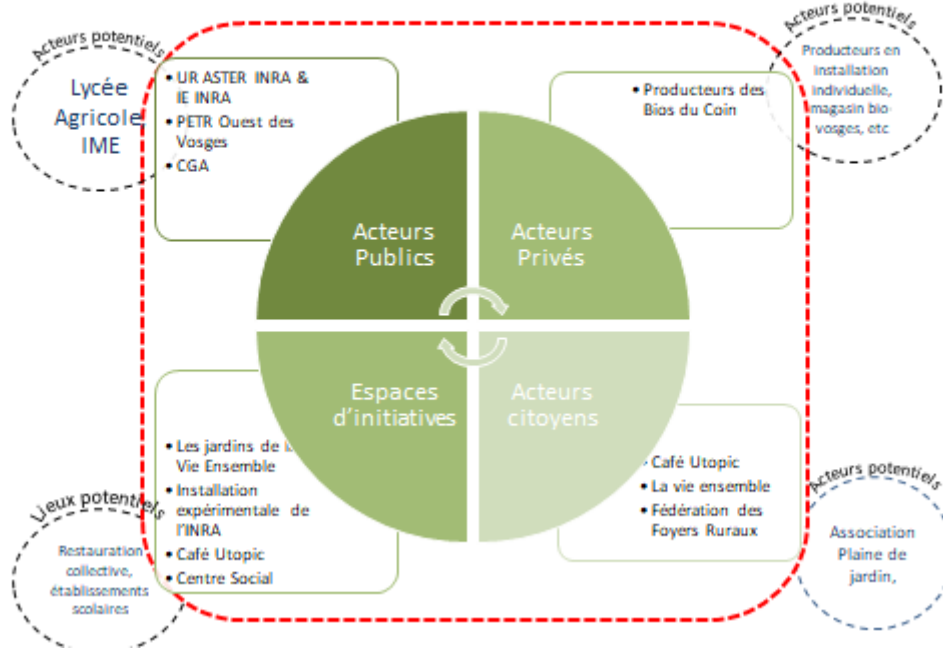 Acteurs potentiels
Lycée
Agricole
IME
• UR ASTER INRA &
IE INRA
• PETR Ouest des
Vosges
• CGA
• Producteurs des
Bios du Coin
Acteurs potentiels
Producteurs en
installation
individuelle,
magasin bio-
vosges, etc
Acteurs
Publics
Acteurs
Privés
Espaces
d'initiatives
Acteurs
citoyens
• Les jardins de
Vie Ensemble
• Installation
expérimentale de
l'INRA
• Café Utopic
• Centre Social
• Café Utopic
• La vie ensemble
• Fédération des
Foyers Ruraux
Lieux potentiels
Restauration
collective,
établissements
scolaires
Acteurs potentiels
Association
Plaine de
jardin,